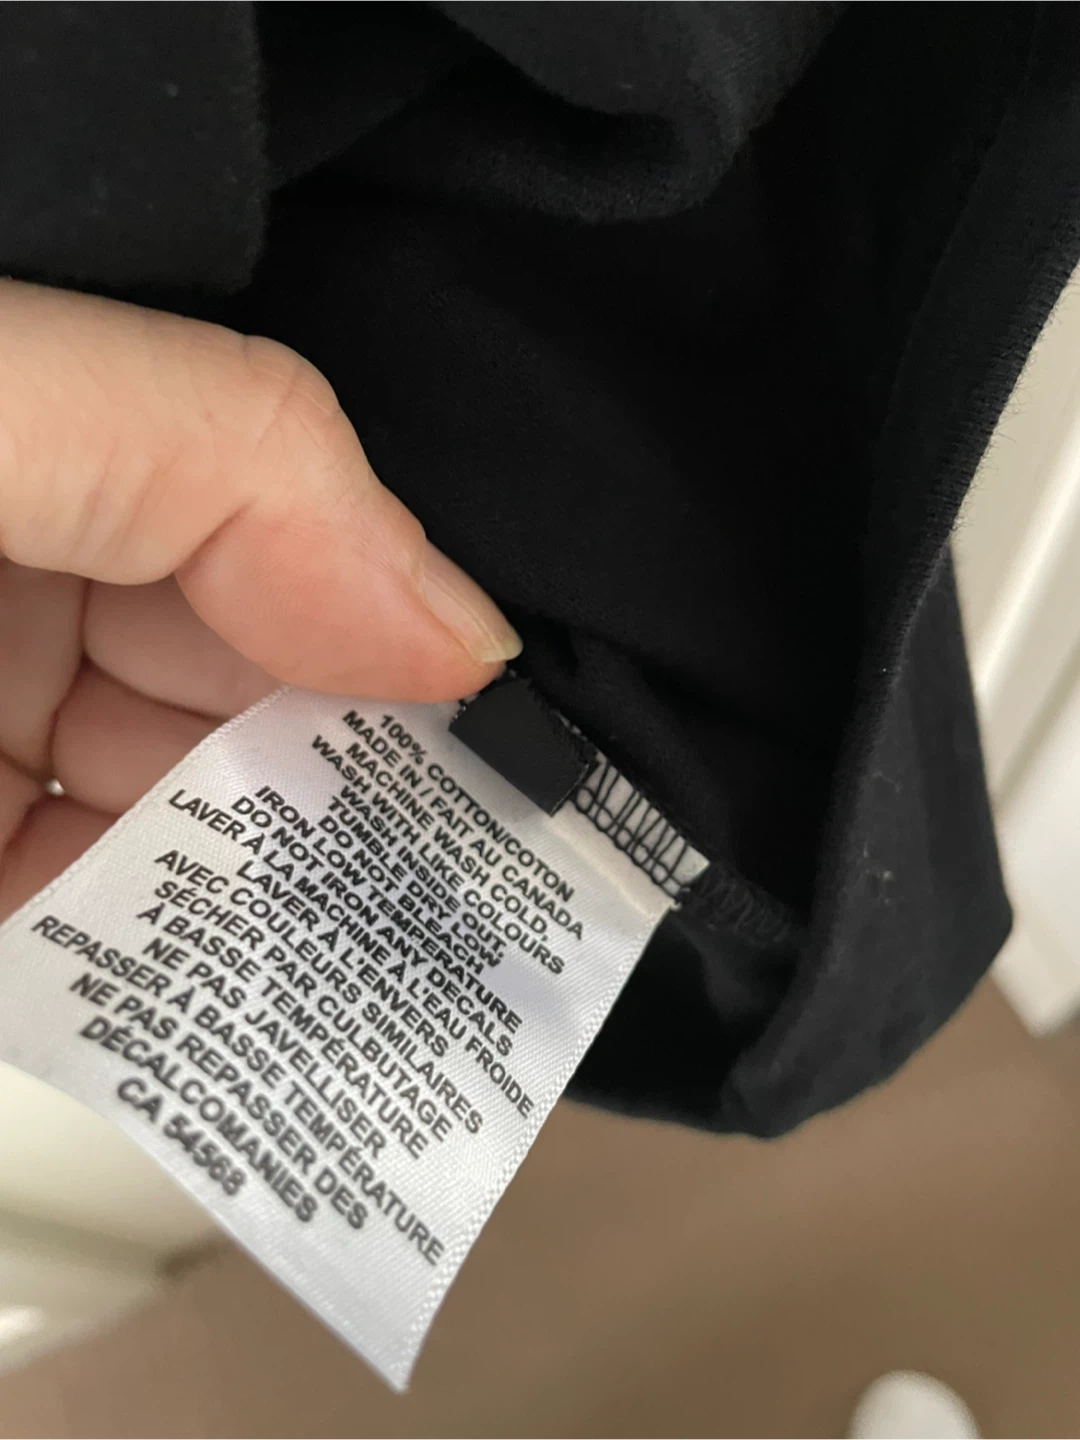 100% COTTON/COTON
MADE IN / FAIT AU CANADA
MACHINE WASH COLD,
WASH WITH LIKE COLOURS
WASH INSIDE OUT
TUMBLE DRY LOW
DO NOT BLEACH
IRON LOW TEMPERATURE
DO NOT IRON ANY DECALS
LAVER À LA MACHINE À L'EAU FROIDE
LAVER À L'ENVERS
AVEC COULEURS SIMILAIRES
SÉCHER PAR CULBUTAGE
À BASSE TEMPÉRATURE
NE PAS JAVELLISER
REPASSER À BASSE TEMPÉRATURE
NE PAS REPASSER DES
DÉCALCOMANIES
CA 54568